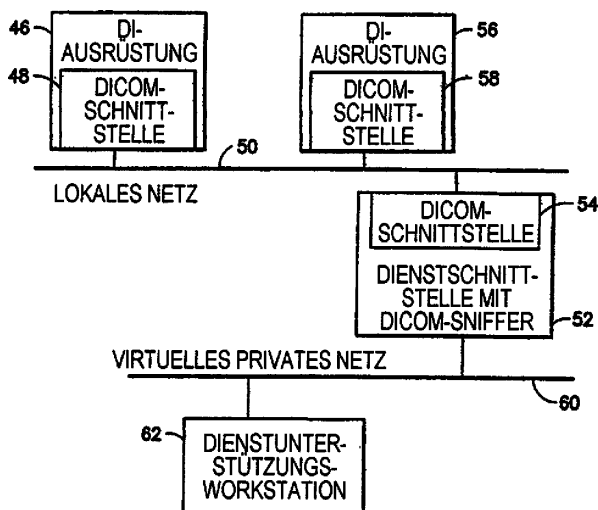 46
DI-
AUSRÜSTUNG
48
DICOM-
SCHNITT-
STELLE
DI-
AUSRÜSTUNG
56
DICOM-
SCHNITT-
STELLE
58
50
LOKALES NETZ
DICOM-
SCHNITTSTELLE
54
DIENSTSCHNITT-
STELLE MIT
DICOM-SNIFFER
52
VIRTUELLES PRIVATES NETZ
60
62
DIENSTUNTER-
STÜTZUNGS-
WORKSTATION